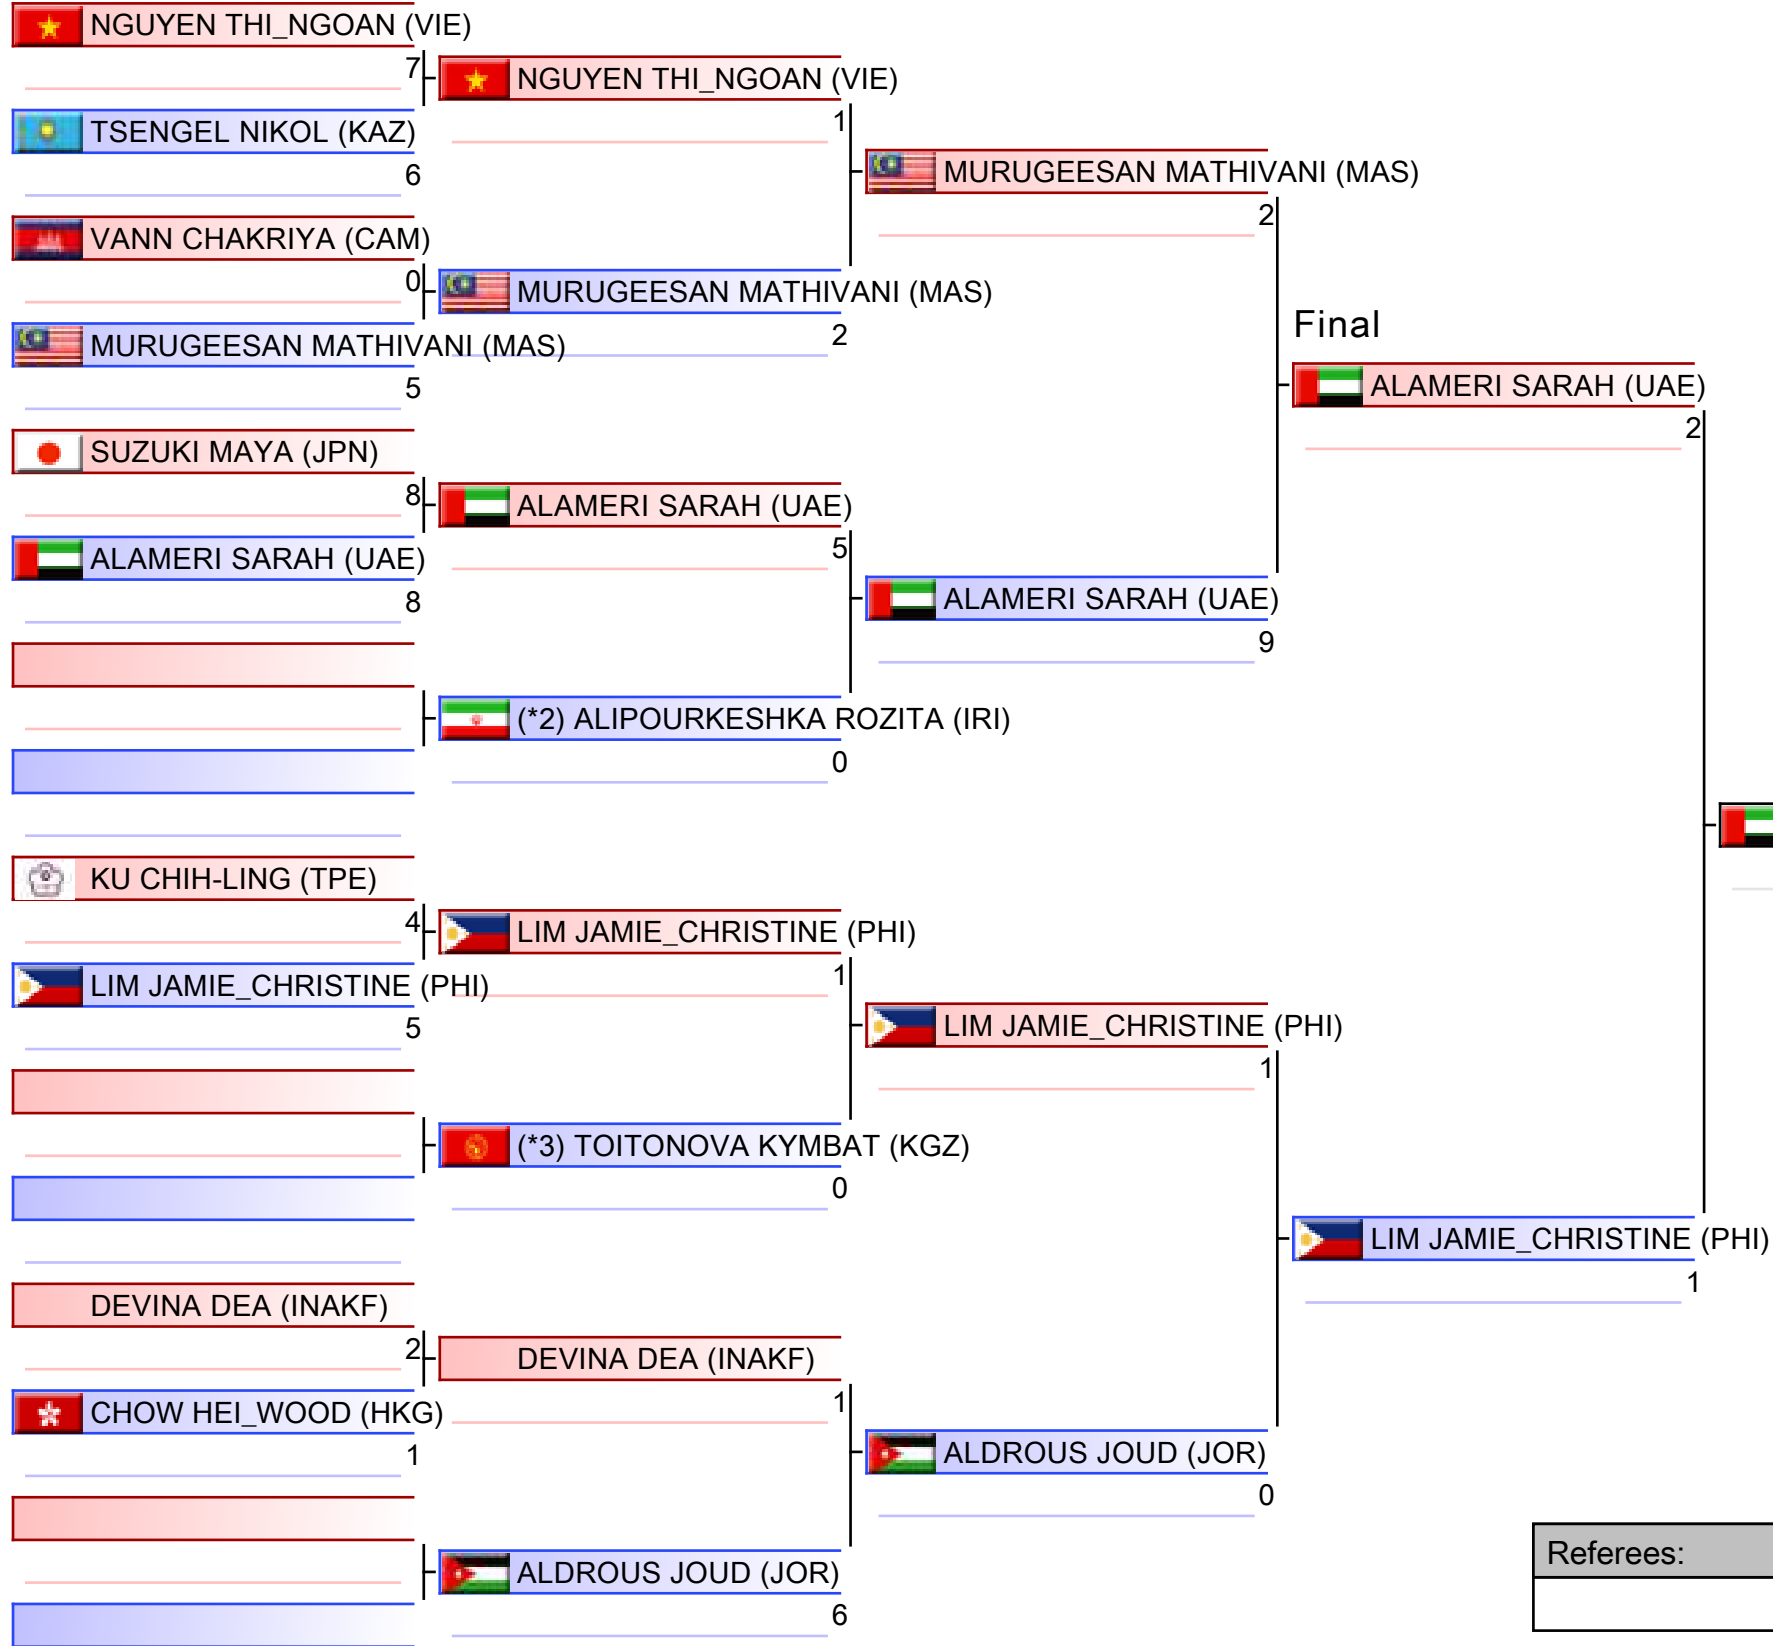 NGUYEN THI_NGOAN (VIE)
7
TSENGEL NIKOL (KAZ)
6
VANN CHAKRIYA (CAM)
0
MURUGEESAN MATHIVANI (MAS)
5
SUZUKI MAYA (JPN)
8
ALAMERI SARAH (UAE)
8
KU CHIH-LING (TPE)
4
LIM JAMIE_CHRISTINE (PHI)
5
DEVINA DEA (INAKF)
2
CHOW HEI_WOOD (HKG)
1
NGUYEN THI_NGOAN (VIE)
1
MURUGEESAN MATHIVANI (MAS)
2
ALAMERI SARAH (UAE)
5
(*2) ALIPOURKESHKA ROZITA (IRI)
0
LIM JAMIE_CHRISTINE (PHI)
1
(*3) TOITONOVA KYMBAT (KGZ)
0
DEVINA DEA (INAKF)
1
ALDROUS JOUD (JOR)
6
MURUGEESAN MATHIVANI (MAS)
2
ALAMERI SARAH (UAE)
9
LIM JAMIE_CHRISTINE (PHI)
1
ALDROUS JOUD (JOR)
0
Final
ALAMERI SARAH (UAE)
2
LIM JAMIE_CHRISTINE (PHI)
1
Referees: